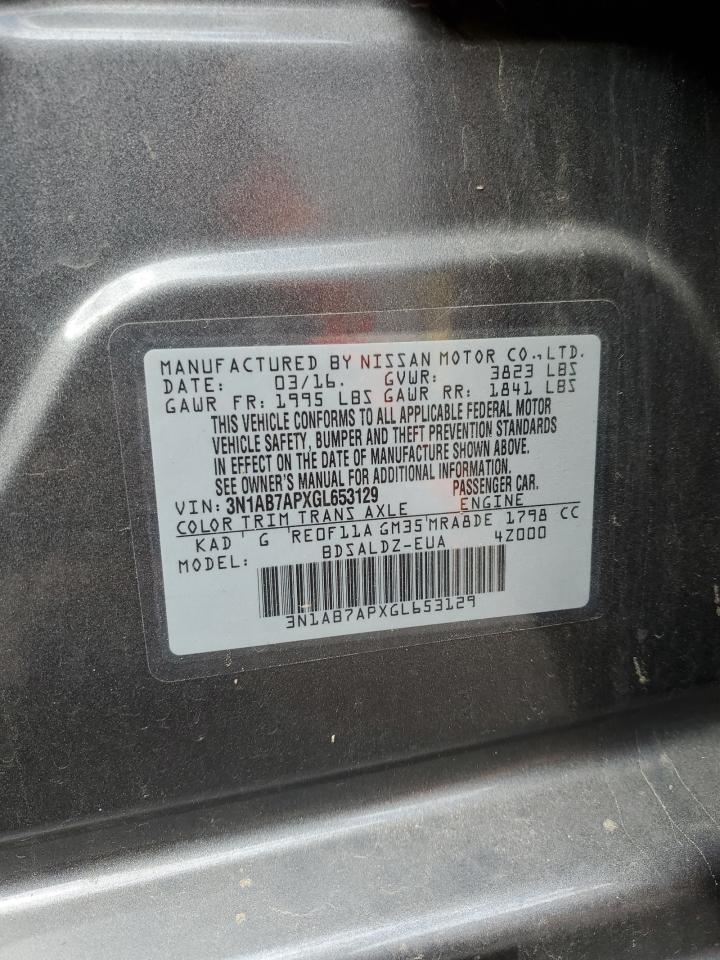 MANUFACTURED BY NISSAN MOTOR CO.,LTD.
DATE: 03/16. GVWR: 3823 LBS
GAWR FR: 1995 LBS GAWR RR: 1841 LBS
THIS VEHICLE CONFORMS TO ALL APPLICABLE FEDERAL MOTOR
VEHICLE SAFETY, BUMPER AND THEFT PREVENTION STANDARDS
IN EFFECT ON THE DATE OF MANUFACTURE SHOWN ABOVE.
SEE OWNER'S MANUAL FOR ADDITIONAL INFORMATION.
VIN: 3N1AB7APXGL653129 PASSENGER CAR.
COLOR TRIM TRANS AXLE ENGINE
KAD G RE0F11A GM35 MRA8DE 1798 CC
MODEL: BDSALDZ-EUA 4Z000
3N1AB7APXGL653129